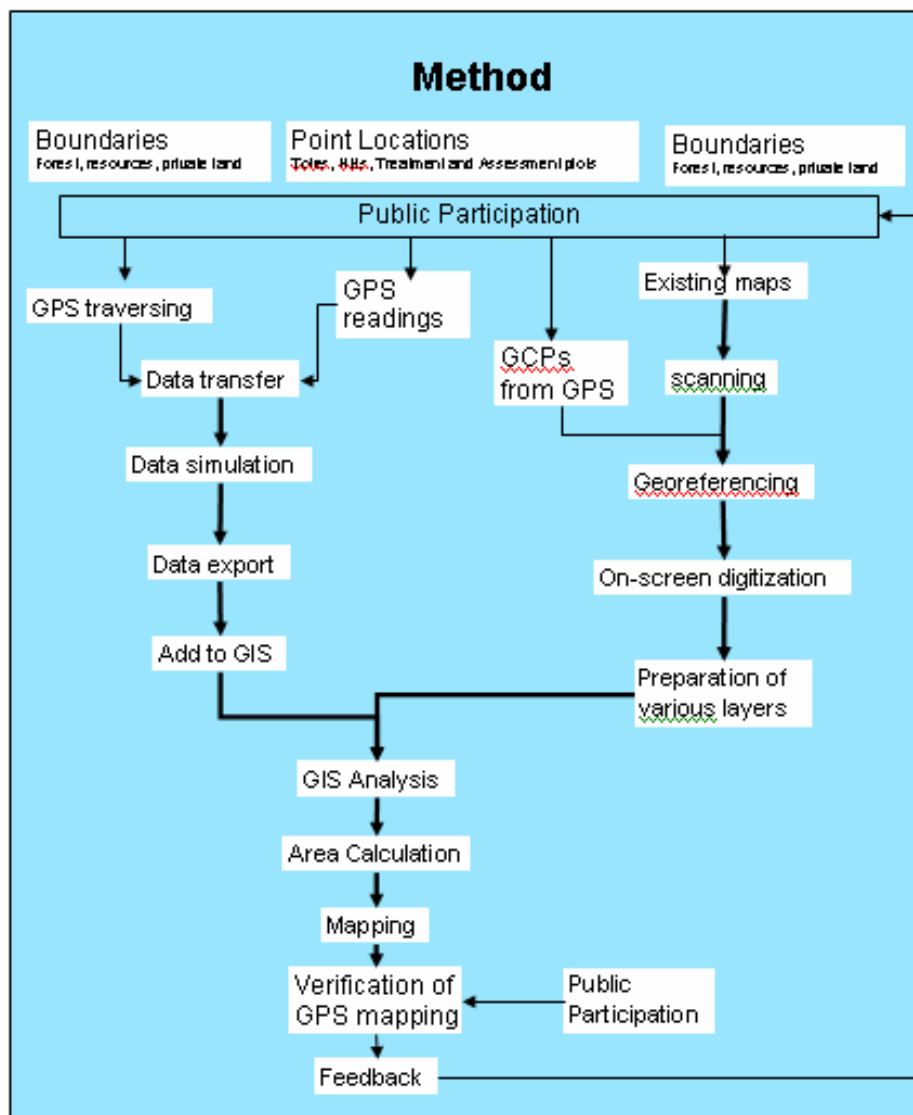 Method
Boundaries
Forest, resources, private land
Point Locations
Toles, HHs, Treatment and Assessment plots
Boundaries
Forest, resources, private land
Public Participation
GPS traversing
GPS
readings
Existing maps
GCPs
from GPS
scanning
Data transfer
Data simulation
Georeferencing
Data export
On-screen digitization
Add to GIS
Preparation of
various layers
GIS Analysis
Area Calculation
Mapping
Verification of
GPS mapping
Public
Participation
Feedback